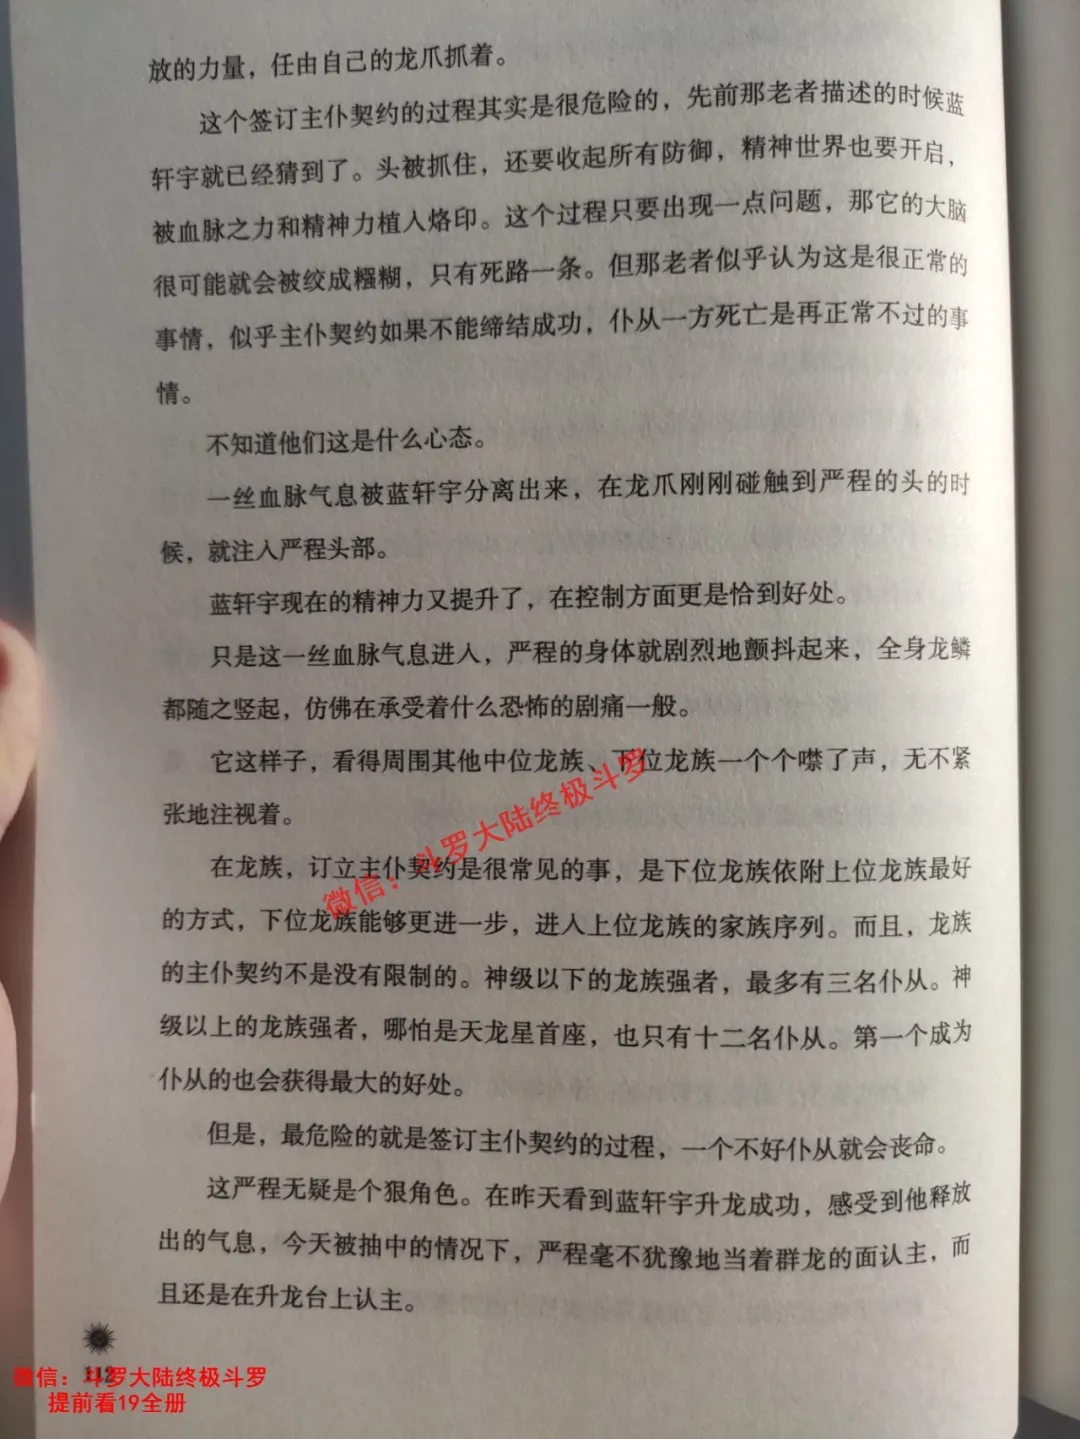 放的力量，任由自己的龙爪抓着。
这个签订主仆契约的过程其实是很危险的，先前那老者描述的时候蓝
轩宇就已经猜到了。头被抓住，还要收起所有防御，精神世界也要开启，
被血脉之力和精神力植入烙印。这个过程只要出现一点问题，那它的大脑
很可能就会被绞成糨糊，只有死路一条。但那老者似乎认为这是很正常的
事情，似乎主仆契约如果不能缔结成功，仆从一方死亡是再正常不过的事
情。
不知道他们这是什么心态。
一丝血脉气息被蓝轩宇分离出来，在龙爪刚刚碰触到严程的头的时
候，就注入严程头部。
蓝轩宇现在的精神力又提升了，在控制方面更是恰到好处。
只是这一丝血脉气息进入，严程的身体就剧烈地颤抖起来，全身龙鳞
都随之竖起，仿佛在承受着什么恐怖的剧痛一般。
它这样子，看得周围其他中位龙族、下位龙族一个个噤了声，无不紧
张地注视着。
在龙族，订立主仆契约是很常见的事，是下位龙族依附上位龙族最好
的方式，下位龙族能够更进一步，进入上位龙族的家族序列。而且，龙族
的主仆契约不是没有限制的。神级以下的龙族强者，最多有三名仆从。神
级以上的龙族强者，哪怕是天龙星首座，也只有十二名仆从。第一个成为
仆从的也会获得最大的好处。
但是，最危险的就是签订主仆契约的过程，一个不好仆从就会丧命。
这严程无疑是个狠角色。在昨天看到蓝轩宇升龙成功，感受到他释放
出的气息，今天被抽中的情况下，严程毫不犹豫地当着群龙的面认主，而
且还是在升龙台上认主。
微信：斗罗大陆终极斗罗
112
微信：斗罗大陆终极斗罗
提前看19全册